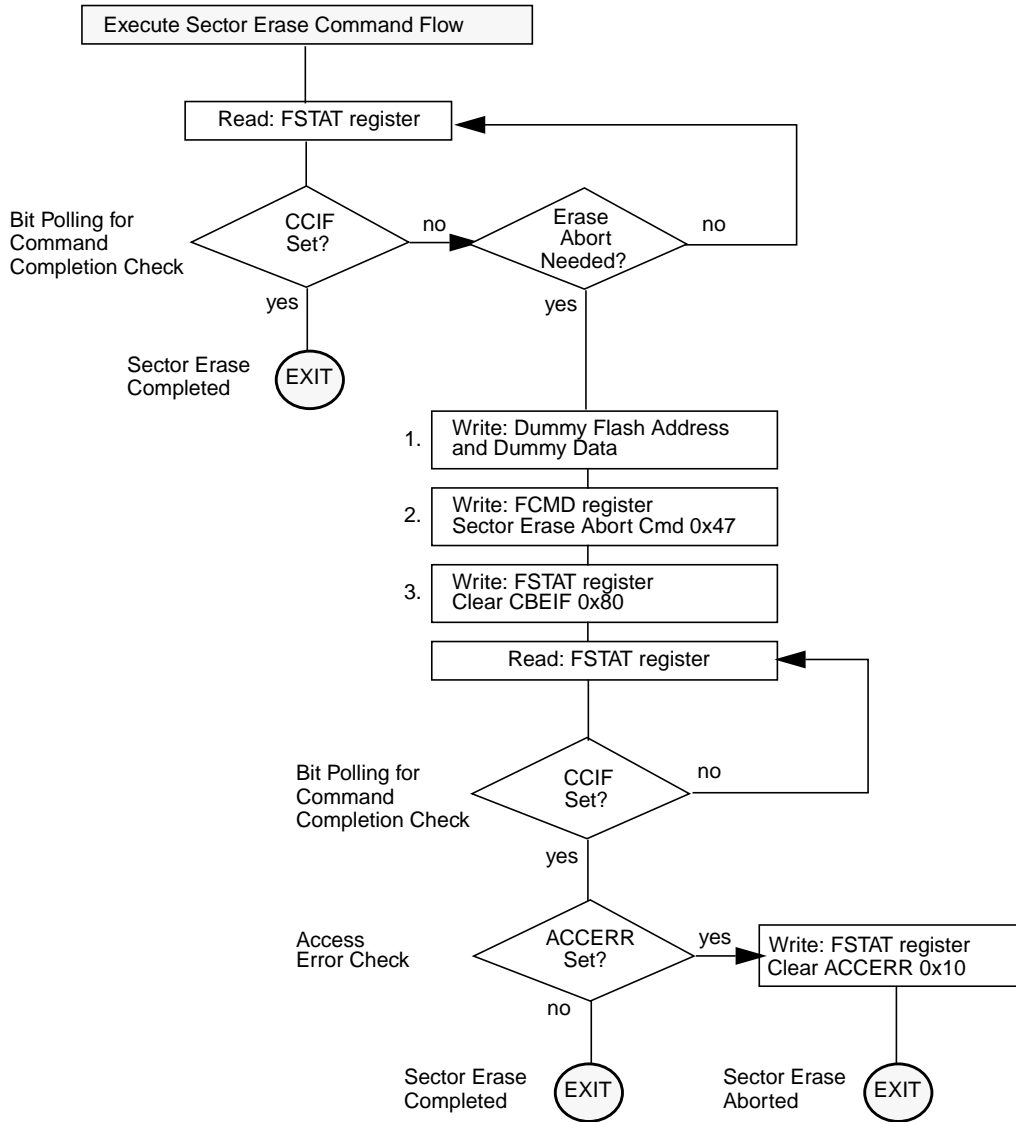 Execute Sector Erase Command Flow
Read: FSTAT register
Bit Polling for
Command
Completion Check
CCIF
Set?
no
Erase
Abort
Needed?
no
yes
yes
Sector Erase
Completed
EXIT
1.
Write: Dummy Flash Address
and Dummy Data
2.
Write: FCMD register
Sector Erase Abort Cmd 0x47
3.
Write: FSTAT register
Clear CBEIF 0x80
Read: FSTAT register
Bit Polling for
Command
Completion Check
CCIF
Set?
no
yes
Access
Error Check
ACCERR
Set?
yes
Write: FSTAT register
Clear ACCERR 0x10
no
Sector Erase
Completed
EXIT
Sector Erase
Aborted
EXIT